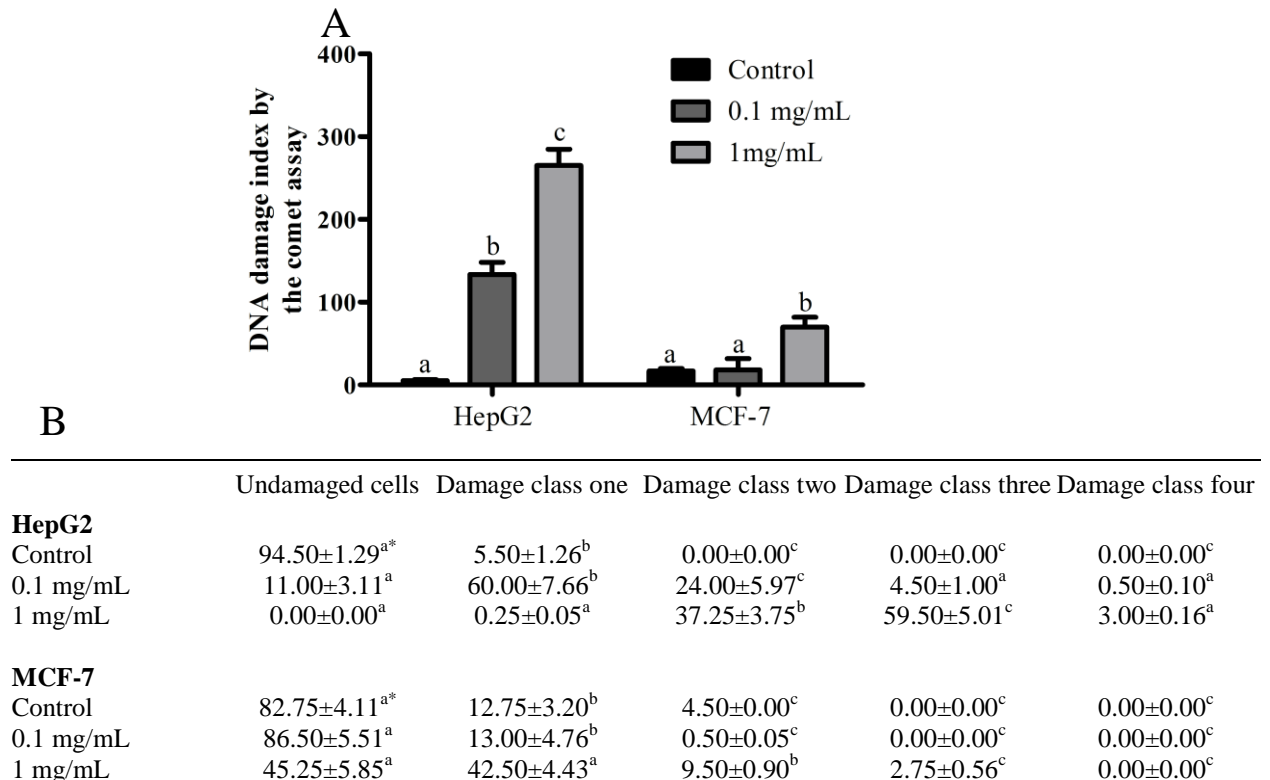 A
400
300
200
100
0
DNA damage index by
the comet assay
Control
0.1 mg/mL
1mg/mL
a
b
c
a
a
b
HepG2
MCF-7
B
Undamaged cells Damage class one Damage class two Damage class three Damage class four
HepG2
Control 94.50±1.29a* 5.50±1.26b 0.00±0.00c 0.00±0.00c 0.00±0.00c
0.1 mg/mL 11.00±3.11a 60.00±7.66b 24.00±5.97c 4.50±1.00a 0.50±0.10a
1 mg/mL 0.00±0.00a 0.25±0.05a 37.25±3.75b 59.50±5.01c 3.00±0.16a
MCF-7
Control 82.75±4.11a* 12.75±3.20b 4.50±0.00c 0.00±0.00c 0.00±0.00c
0.1 mg/mL 86.50±5.51a 13.00±4.76b 0.50±0.05c 0.00±0.00c 0.00±0.00c
1 mg/mL 45.25±5.85a 42.50±4.43a 9.50±0.90b 2.75±0.56c 0.00±0.00c